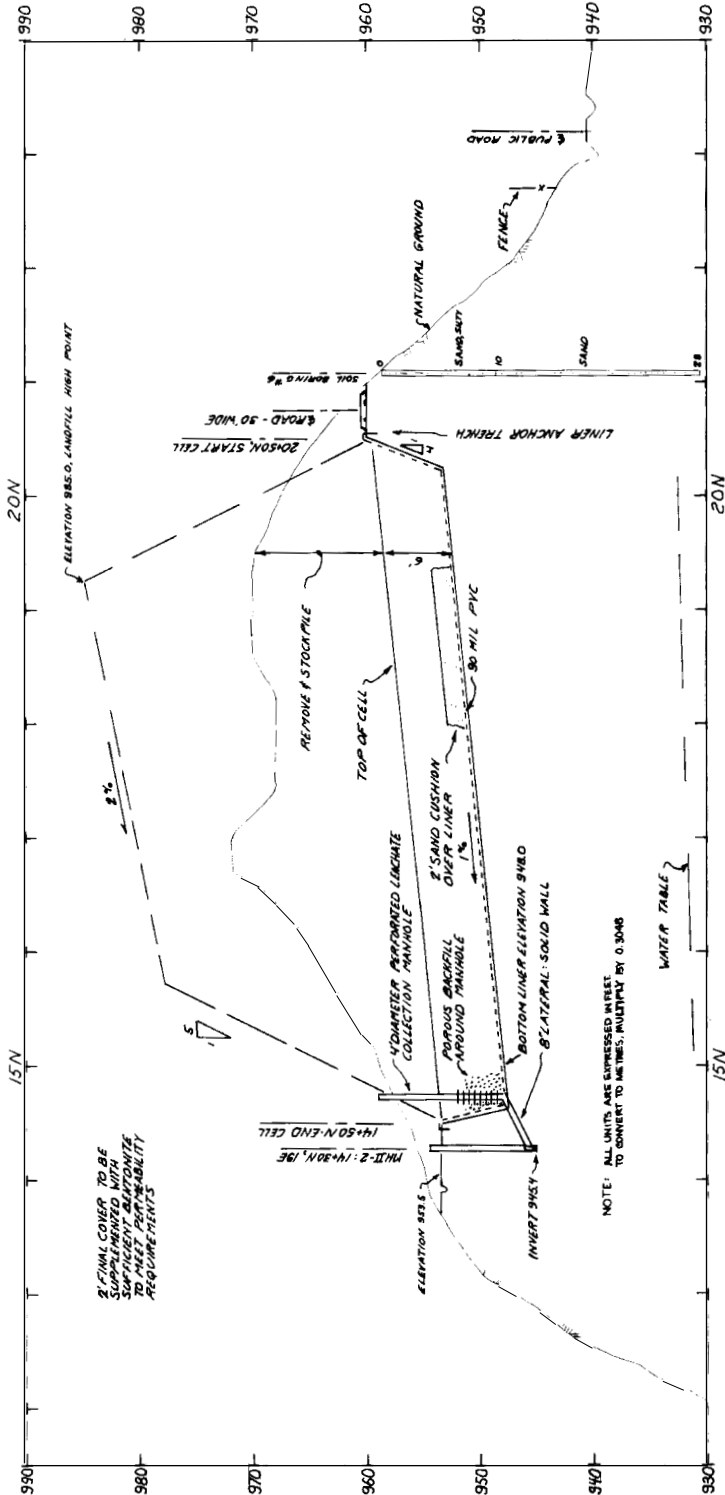 990
980
970
960
950
940
930
20N
15N
ELEVATION 985.0, LANDFILL HIGH POINT
2%
5
1
2' FINAL COVER TO BE
SUPPLEMENTED WITH
SUFFICIENT BENTONITE
TO MEET PERMEABILITY
REQUIREMENTS
REMOVE & STOCKPILE
TOP OF CELL
6'
20+50N, START CELL
℄ ROAD - 30' WIDE
SOIL BORING #6
NATURAL GROUND
FENCE
X
℄ PUBLIC ROAD
LINER ANCHOR TRENCH
1
4
0
SAND, SILTY
10
SAND
28
4' DIAMETER PERFORATED LEACHATE
COLLECTION MANHOLE
POROUS BACKFILL
AROUND MANHOLE
2' SAND CUSHION
OVER LINER
1%
30 MIL PVC
BOTTOM LINER ELEVATION 948.0
8" LATERAL: SOLID WALL
14+50N-END CELL
MHII-2: 14+30N, 19E
ELEVATION 953.5
INVERT 945.4
WATER TABLE
NOTE: ALL UNITS ARE EXPRESSED IN FEET.
TO CONVERT TO METRES, MULTIPLY BY 0.3048
20N
15N
990
980
970
960
950
940
930